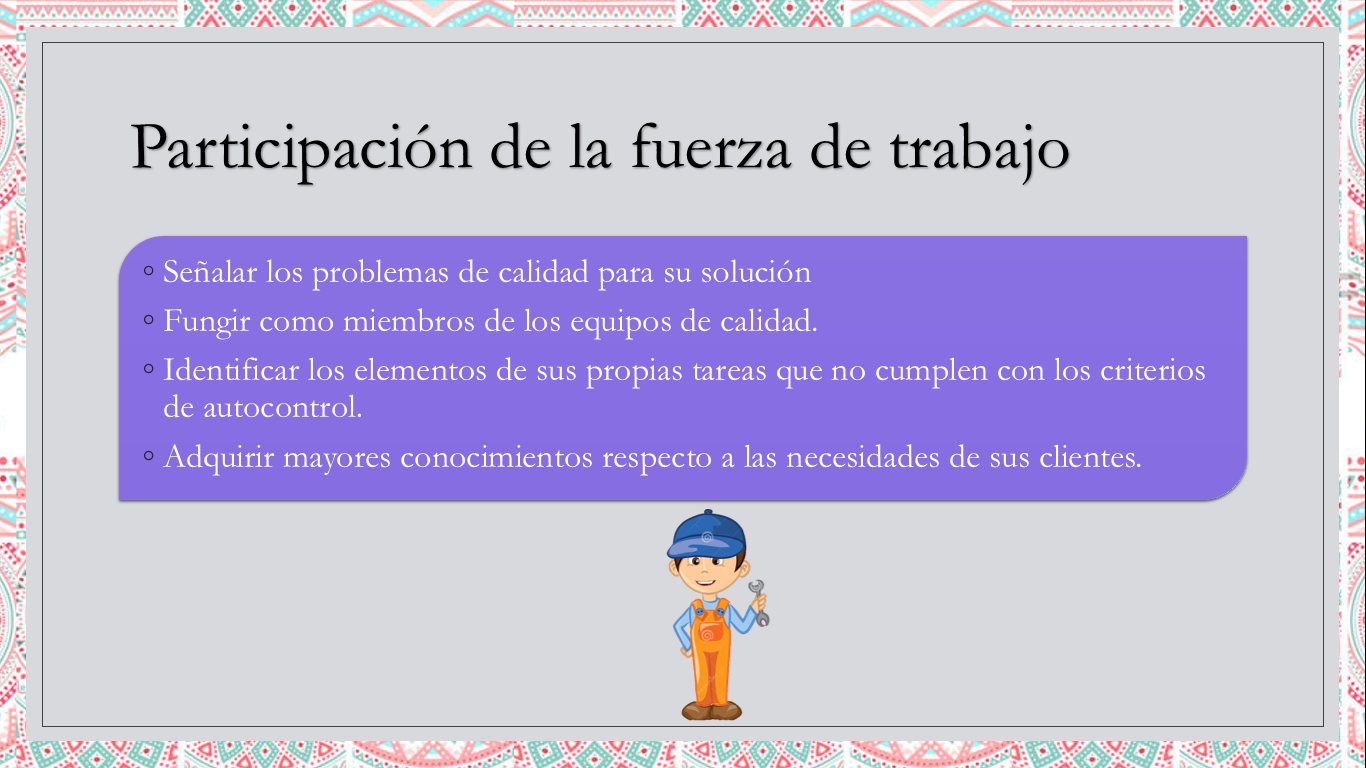 Participación de la fuerza de trabajo
◦ Señalar los problemas de calidad para su solución
◦ Fungir como miembros de los equipos de calidad.
◦ Identificar los elementos de sus propias tareas que no cumplen con los criterios
de autocontrol.
◦ Adquirir mayores conocimientos respecto a las necesidades de sus clientes.